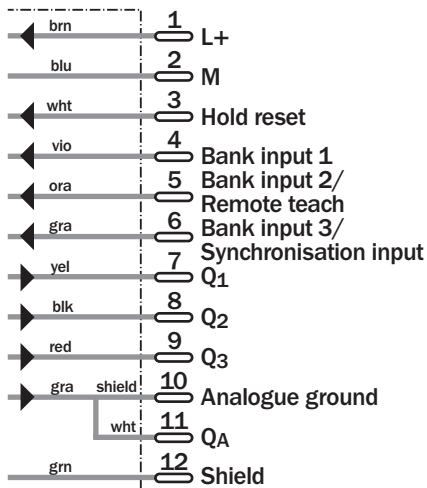 brn 1 L+
blu 2 M
wht 3 Hold reset
vio 4 Bank input 1
ora 5 Bank input 2/
Remote teach
gra 6 Bank input 3/
Synchronisation input
yel 7 Q1
blk 8 Q2
red 9 Q3
gra shield 10 Analogue ground
wht 11 QA
grn 12 Shield